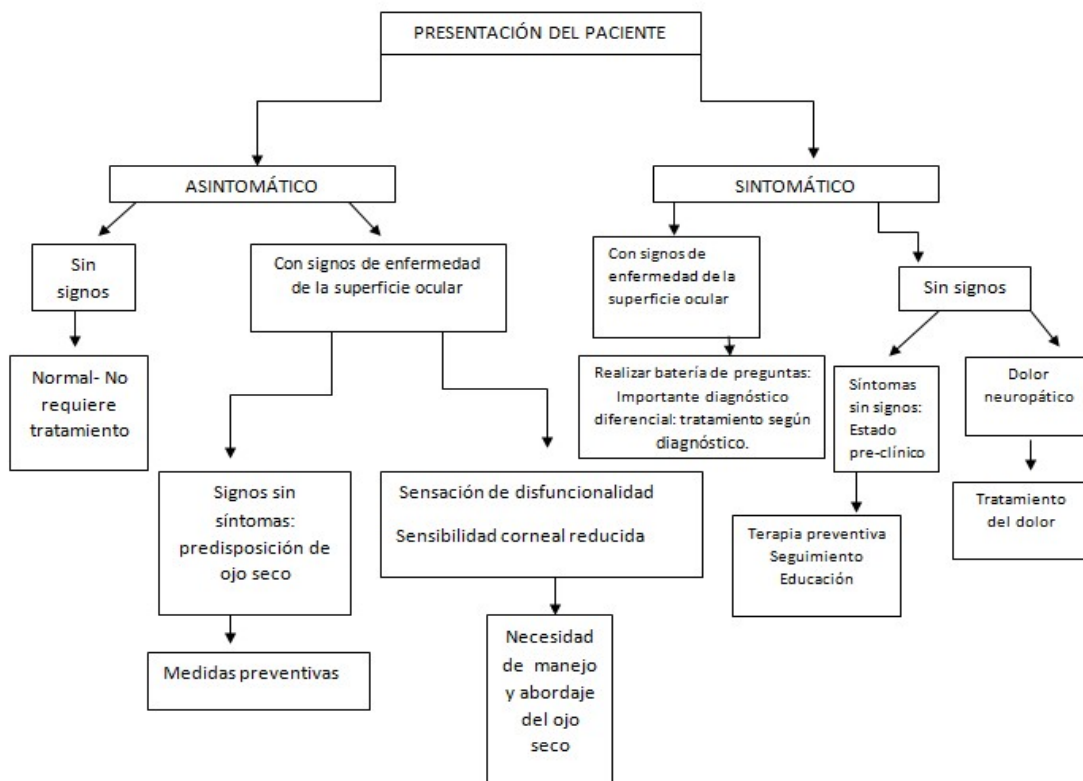 PRESENTACIÓN DEL PACIENTE
ASINTOMÁTICO
SINTOMÁTICO
Sin
signos
Con signos de enfermedad
de la superficie ocular
Con signos de
enfermedad de la
superficie ocular
Sin signos
Normal- No
requiere
tratamiento
Realizar batería de preguntas:
Importante diagnóstico
diferencial: tratamiento según
diagnóstico.
Síntomas
sin signos:
Estado
pre-clínico
Dolor
neuropático
Signos sin
síntomas:
predisposición de
ojo seco
Sensación de disfuncionalidad
Sensibilidad corneal reducida
Terapia preventiva
Seguimiento
Educación
Tratamiento
del dolor
Medidas preventivas
Necesidad
de manejo
y abordaje
del ojo
seco